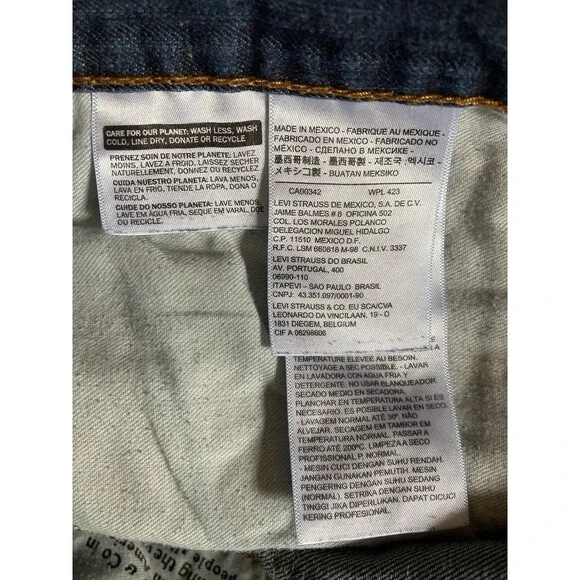 CARE FOR OUR PLANET: WASH LESS, WASH
COLD, LINE DRY, DONATE OR RECYCLE
PRENEZ SOIN DE NOTRE PLANETE: LAVEZ
MOINS, LAVEZ A FROID. LAISSEZ SECHER
NATURELLEMENT, DONNEZ OU RECYCLEZ.
CUIDA NUESTRO PLANETA: LAVA MENOS,
LAVA EN FRIO, TIENDE LA ROPA, DONA O
RECICLA.
CUIDE DO NOSSO PLANETA: LAVE MENOS,
LAVE EM ÁGUA FRIA, SEQUE EM VARAL, DOE
OU RECICLE.
MADE IN MEXICO - FABRIQUE AU MEXIQUE -
FABRICADO EN MEXICO - FABRICADO NO
MÉXICO - СДЕЛАНО В МЕКСИКЕ -
墨西哥制造 - 墨西哥製 - 제조국 :멕시코 -
メキシコ製 - BUATAN MEKSIKO
CA00342 WPL 423
LEVI STRAUSS DE MEXICO, S.A. DE C.V.
JAIME BALMES # 8 OFICINA 502
COL. LOS MORALES POLANCO
DELEGACION MIGUEL HIDALGO
C.P. 11510 MEXICO D.F.
R.F.C. LSM 660818 M-98 C.N.I.V. 3337
LEVI STRAUSS DO BRASIL
AV. PORTUGAL, 400
06990-110
ITAPEVI – SAO PAULO BRASIL
CNPJ: 43.351.097/0001-90
LEVI STRAUSS & CO. EU SCA/CVA
LEONARDO DA VINCILAAN, 19 - D
1831 DIEGEM, BELGIUM
CIF A 08298606
TEMPERATURE ELEVEE AU BESOIN.
NETTOYAGE A SEC POSSIBLE. - LAVAR
EN LAVADORA CON AGUA FRIA Y
DETERGENTE. NO USAR BLANQUEADOR.
SECADO MEDIO EN SECADORA.
PLANCHAR EN TEMPERATURA ALTA SI ES
NECESARIO. ES POSIBLE LAVAR EN SECO.
- LAVAGEM NORMAL ATÉ 30º. NÃO
ALVEJAR. SECAGEM EM TAMBOR EM
TEMPERATURA NORMAL. PASSAR A
FERRO ATÉ 200ºC. LIMPEZA A SECO
PROFISSIONAL P. NORMAL.
- MESIN CUCI DENGAN SUHU RENDAH.
JANGAN GUNAKAN PEMUTIH. MESIN
PENGERING DENGAN SUHU SEDANG
(NORMAL). SETRIKA DENGAN SUHU
TINGGI JIKA DIPERLUKAN. DAPAT DICUCI
KERING PROFESIONAL.
& Co in
people